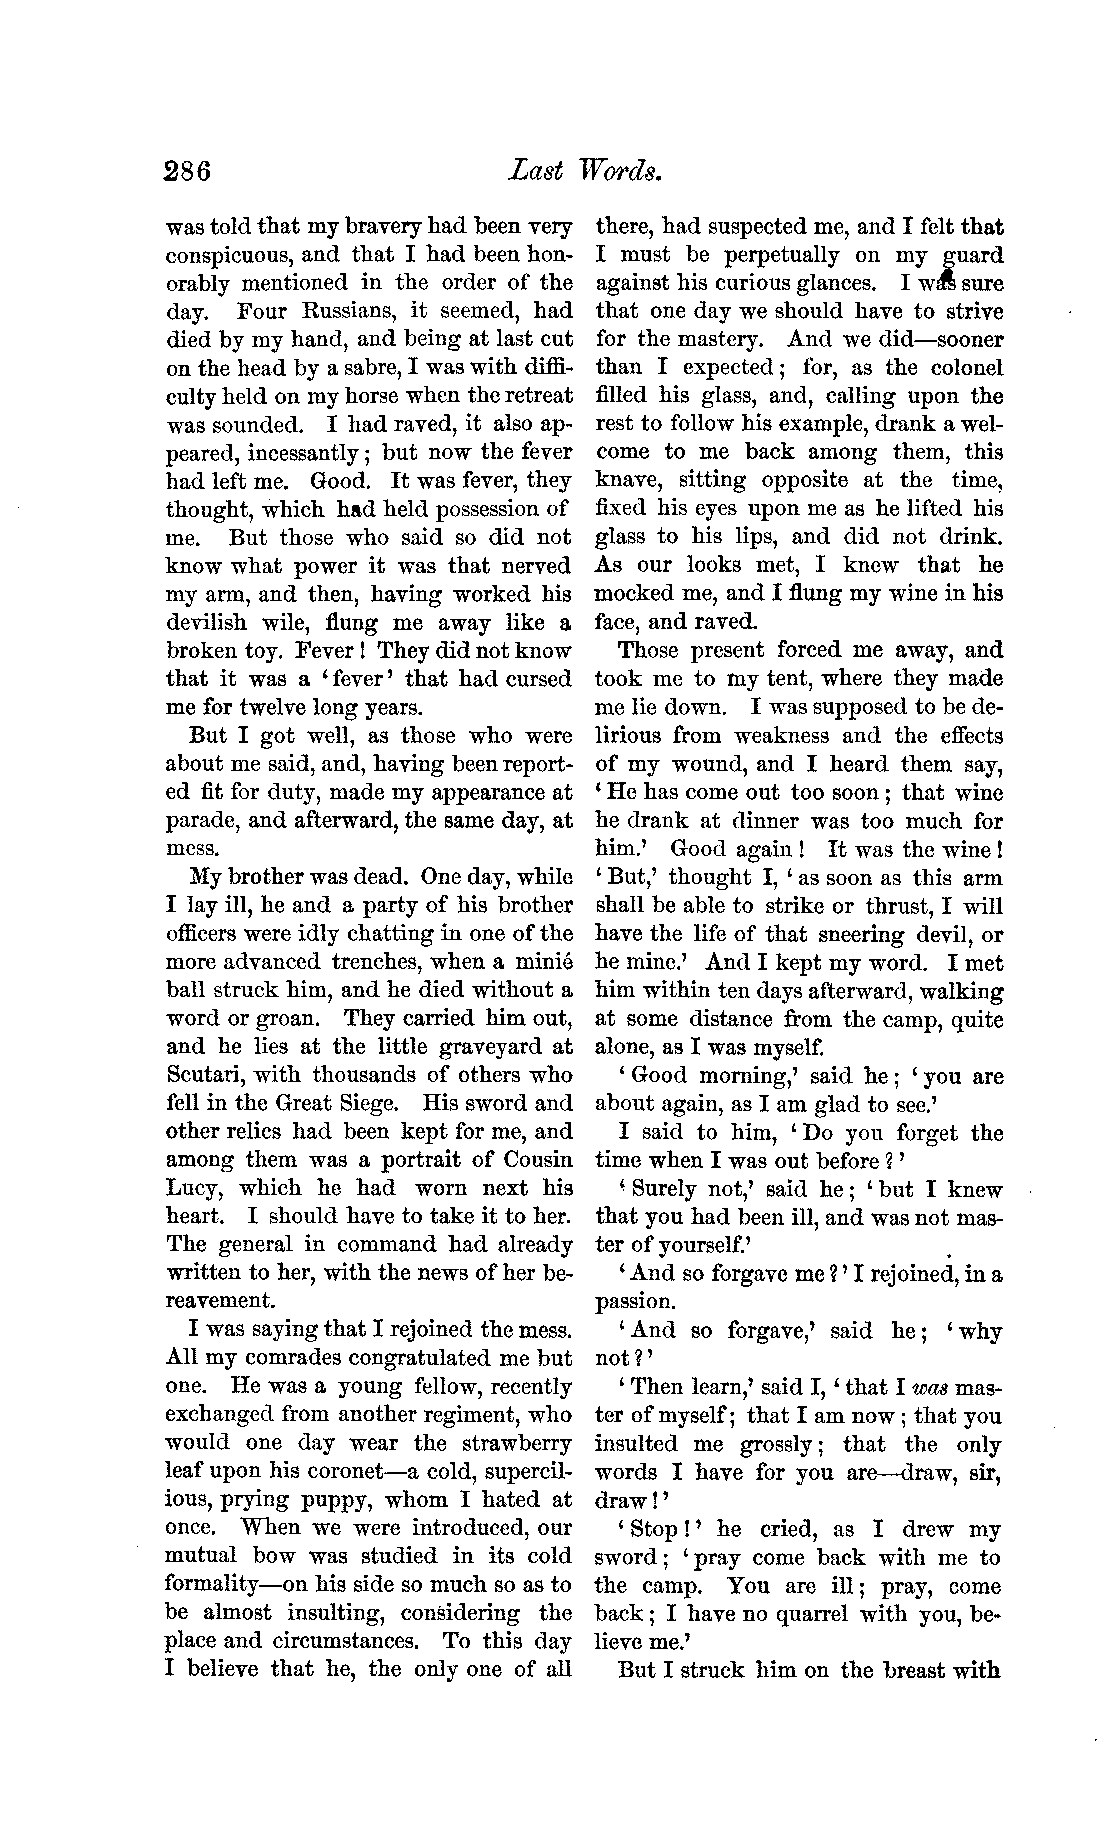 286 Last Words.
was told that my bravery had been very
conspicuous, and that I had been hon-
orably mentioned in the order of the
day. Four Russians, it seemed, had
died by my hand, and being at last cut
on the head by a sabre, I was with diffi-
culty held on my horse when the retreat
was sounded. I had raved, it also ap-
peared, incessantly; but now the fever
had left me. Good. It was fever, they
thought, which had held possession of
me. But those who said so did not
know what power it was that nerved
my arm, and then, having worked his
devilish wile, flung me away like a
broken toy. Fever! They did not know
that it was a 'fever' that had cursed
me for twelve long years.
But I got well, as those who were
about me said, and, having been report-
ed fit for duty, made my appearance at
parade, and afterward, the same day, at
mess.
My brother was dead. One day, while
I lay ill, he and a party of his brother
officers were idly chatting in one of the
more advanced trenches, when a minié
ball struck him, and he died without a
word or groan. They carried him out,
and he lies at the little graveyard at
Scutari, with thousands of others who
fell in the Great Siege. His sword and
other relics had been kept for me, and
among them was a portrait of Cousin
Lucy, which he had worn next his
heart. I should have to take it to her.
The general in command had already
written to her, with the news of her be-
reavement.
I was saying that I rejoined the mess.
All my comrades congratulated me but
one. He was a young fellow, recently
exchanged from another regiment, who
would one day wear the strawberry
leaf upon his coronet—a cold, supercil-
ious, prying puppy, whom I hated at
once. When we were introduced, our
mutual bow was studied in its cold
formality—on his side so much so as to
be almost insulting, considering the
place and circumstances. To this day
I believe that he, the only one of all
there, had suspected me, and I felt that
I must be perpetually on my guard
against his curious glances. I was sure
that one day we should have to strive
for the mastery. And we did—sooner
than I expected; for, as the colonel
filled his glass, and, calling upon the
rest to follow his example, drank a wel-
come to me back among them, this
knave, sitting opposite at the time,
fixed his eyes upon me as he lifted his
glass to his lips, and did not drink.
As our looks met, I knew that he
mocked me, and I flung my wine in his
face, and raved.
Those present forced me away, and
took me to my tent, where they made
me lie down. I was supposed to be de-
lirious from weakness and the effects
of my wound, and I heard them say,
'He has come out too soon; that wine
he drank at dinner was too much for
him.' Good again! It was the wine!
'But,' thought I, 'as soon as this arm
shall be able to strike or thrust, I will
have the life of that sneering devil, or
he mine.' And I kept my word. I met
him within ten days afterward, walking
at some distance from the camp, quite
alone, as I was myself.
'Good morning,' said he; 'you are
about again, as I am glad to see.'
I said to him, 'Do you forget the
time when I was out before?'
'Surely not,' said he; 'but I knew
that you had been ill, and was not mas-
ter of yourself.'
'And so forgave me?' I rejoined, in a
passion.
'And so forgave,' said he; 'why
not?'
'Then learn,' said I, 'that I was mas-
ter of myself; that I am now; that you
insulted me grossly; that the only
words I have for you are—draw, sir,
draw!'
'Stop!' he cried, as I drew my
sword; 'pray come back with me to
the camp. You are ill; pray, come
back; I have no quarrel with you, be-
lieve me.'
But I struck him on the breast with